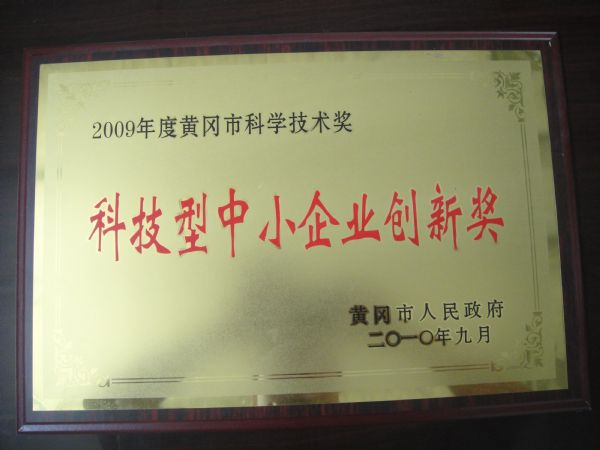 2009年度黄冈市科学技术奖
科技型中小企业创新奖
黄冈市人民政府
二〇一〇年九月